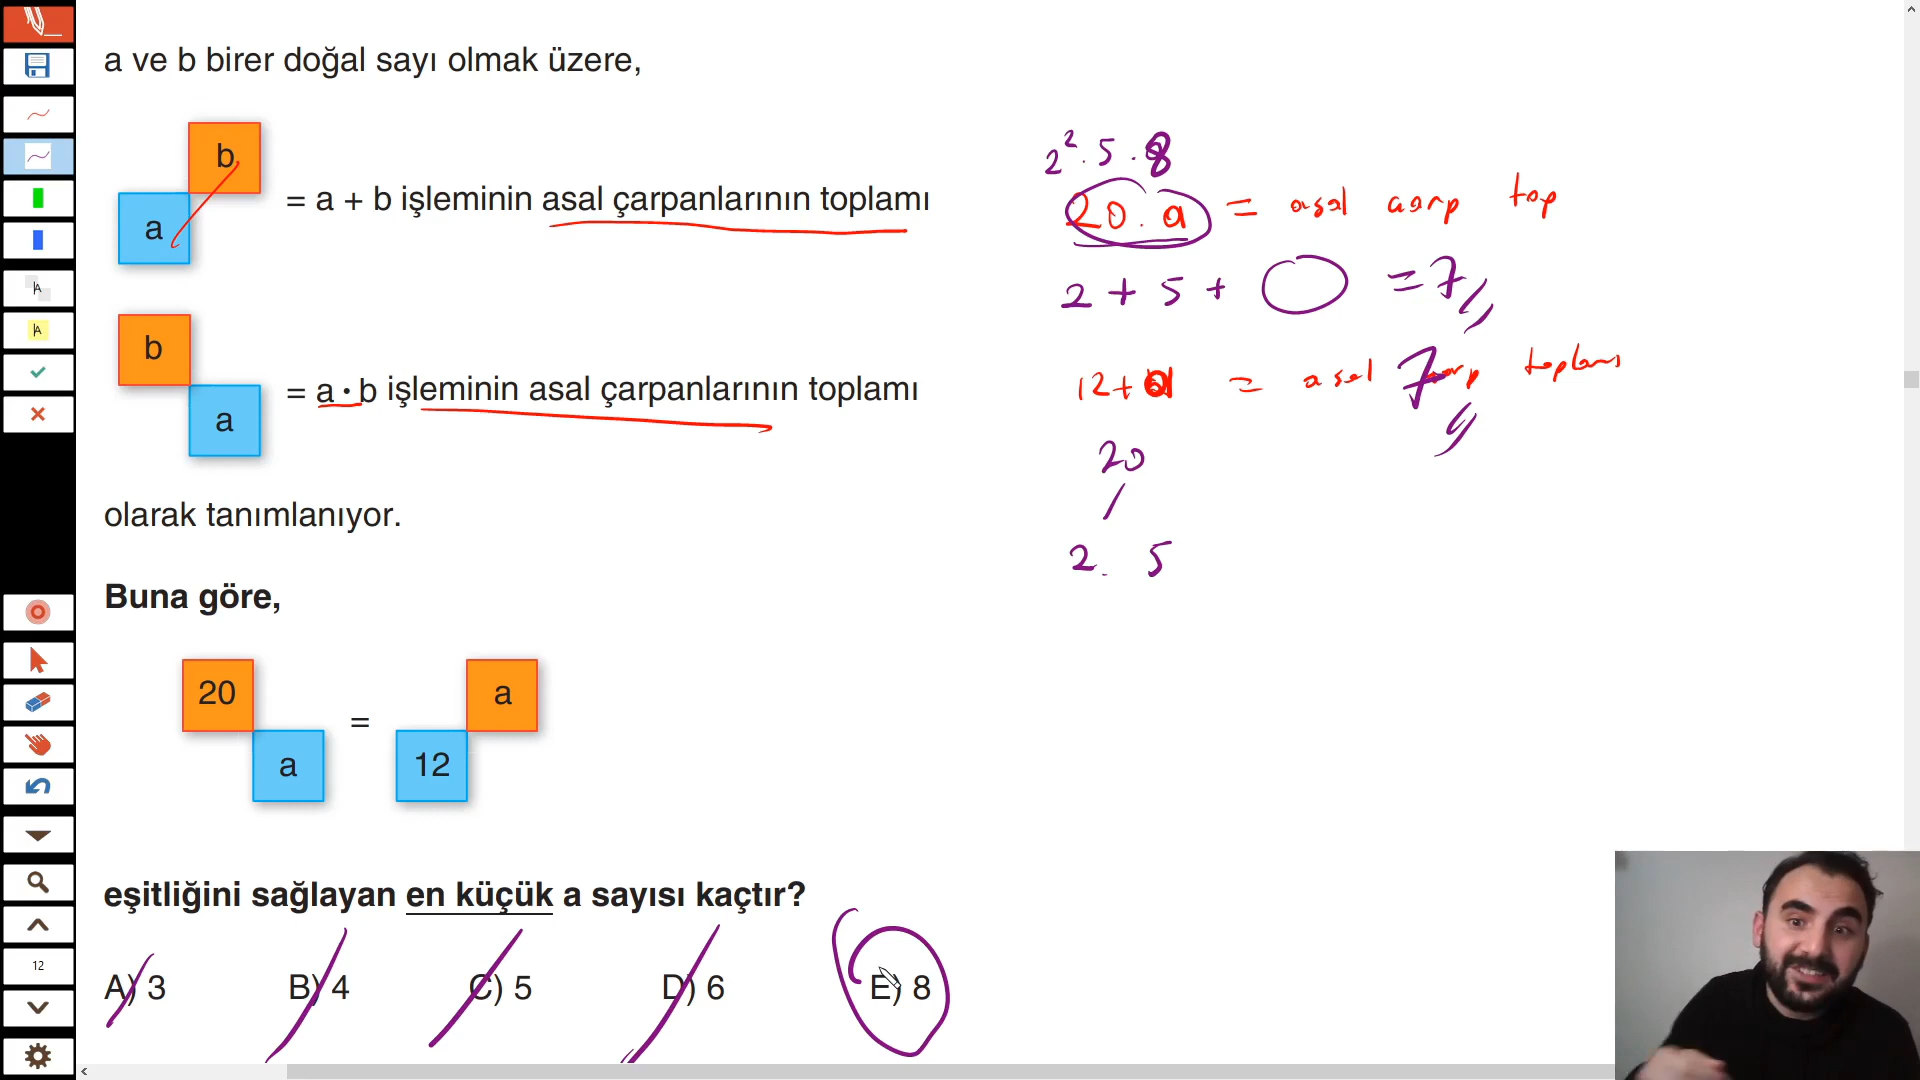 a ve b birer doğal sayı olmak üzere,
b
a
= a + b işleminin asal çarpanlarının toplamı
b
a
= a · b işleminin asal çarpanlarının toplamı
olarak tanımlanıyor.
Buna göre,
20
a
=
a
12
eşitliğini sağlayan en küçük a sayısı kaçtır?
A) 3 B) 4 C) 5 D) 6 E) 8
2² . 5 . 8
20 . a = asal çarp top
2 + 5 + = 7
12 + a = asal 7 toplamı
20
2 . 5
12